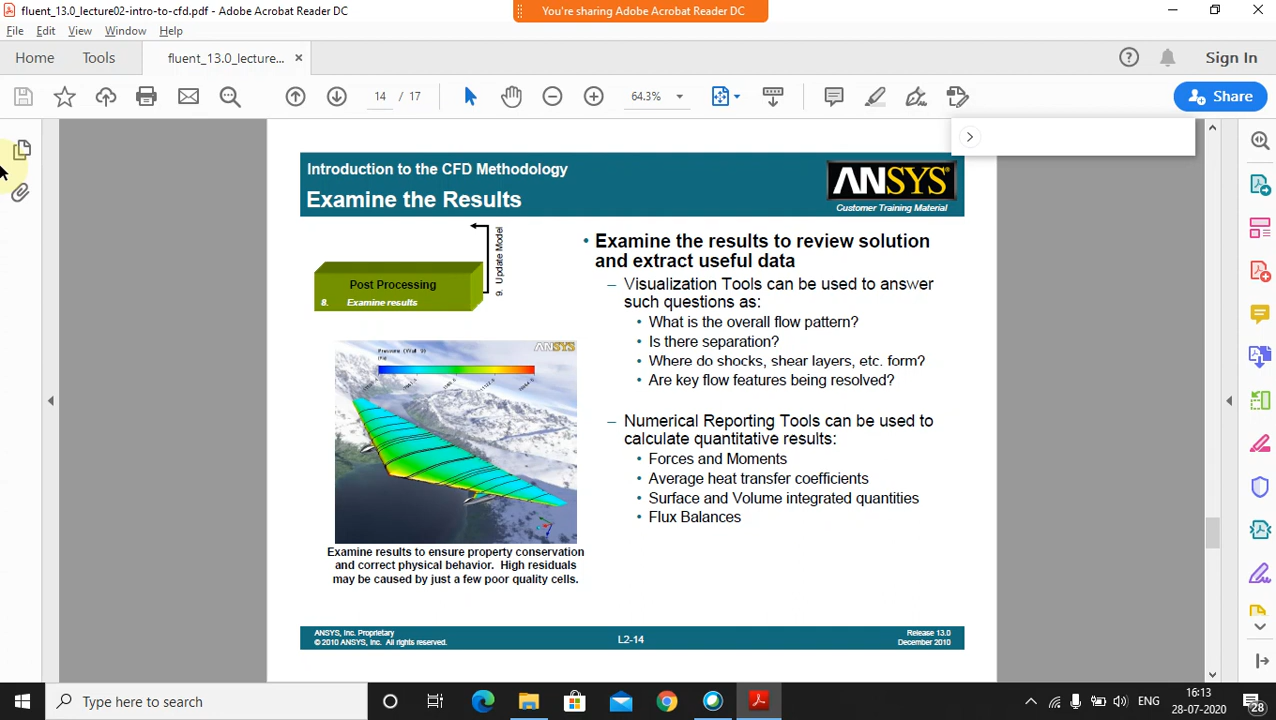 fluent_13.0_lecture02-intro-to-cfd.pdf - Adobe Acrobat Reader DC
You're sharing Adobe Acrobat Reader DC
File Edit View Window Help
Home Tools fluent_13.0_lecture... × Sign In
14 / 17 64.3% Share
Introduction to the CFD Methodology
Examine the Results
ANSYS®
Customer Training Material
9. Update Model
Post Processing
8. Examine results
ANSYS
• Examine the results to review solution
and extract useful data
– Visualization Tools can be used to answer
such questions as:
• What is the overall flow pattern?
• Is there separation?
• Where do shocks, shear layers, etc. form?
• Are key flow features being resolved?
– Numerical Reporting Tools can be used to
calculate quantitative results:
• Forces and Moments
• Average heat transfer coefficients
• Surface and Volume integrated quantities
• Flux Balances
Examine results to ensure property conservation
and correct physical behavior. High residuals
may be caused by just a few poor quality cells.
ANSYS, Inc. Proprietary
© 2010 ANSYS, Inc. All rights reserved.
L2-14
Release 13.0
December 2010
Type here to search
ENG
16:13
28-07-2020
28